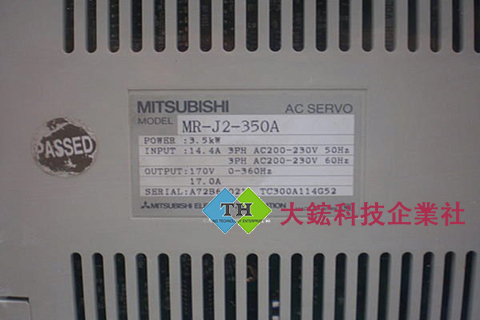 MITSUBISHI AC SERVO
MODEL MR-J2-350A
POWER :3.5kW
INPUT :14.4A 3PH AC200-230V 50Hz
3PH AC200-230V 60Hz
OUTPUT:170V 0-360Hz
17.0A
SERIAL: TC300A114G52
MITSUBISHI
PASSED
TH
大鋐科技企業社